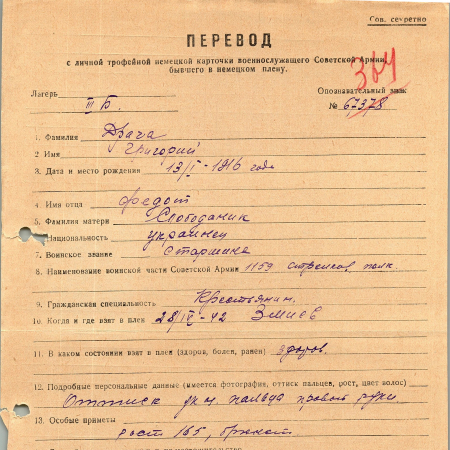 Сов. секретно
ПЕРЕВОД
с личной трофейной немецкой карточки военнослужащего Советской Армии,
бывшего в немецком плену.
364
Лагерь III Б.
Опознавательный знак
№ 67378
1. Фамилия Драча
2 Имя Григорий
3. Дата и место рождения 13/I-1916 года
4. Имя отца Федот
5. Фамилия матери Слободаник
Национальность украинец
7. Воинское звание Старшина
8. Наименование воинской части Советской Армии 1159 стрелков. полк.
9. Гражданская специальность Крестьянин.
10. Когда и где взят в плен 28/IV-42 Змиев
11. В каком состоянии взят в плен (здоров, болен, ранен) здоров.
12. Подробные персональные данные (имеется фотография, оттиск пальцев, рост, цвет волос)
Оттиск ук. пальца правой руки.
13. Особые приметы
рост 165, брюнет